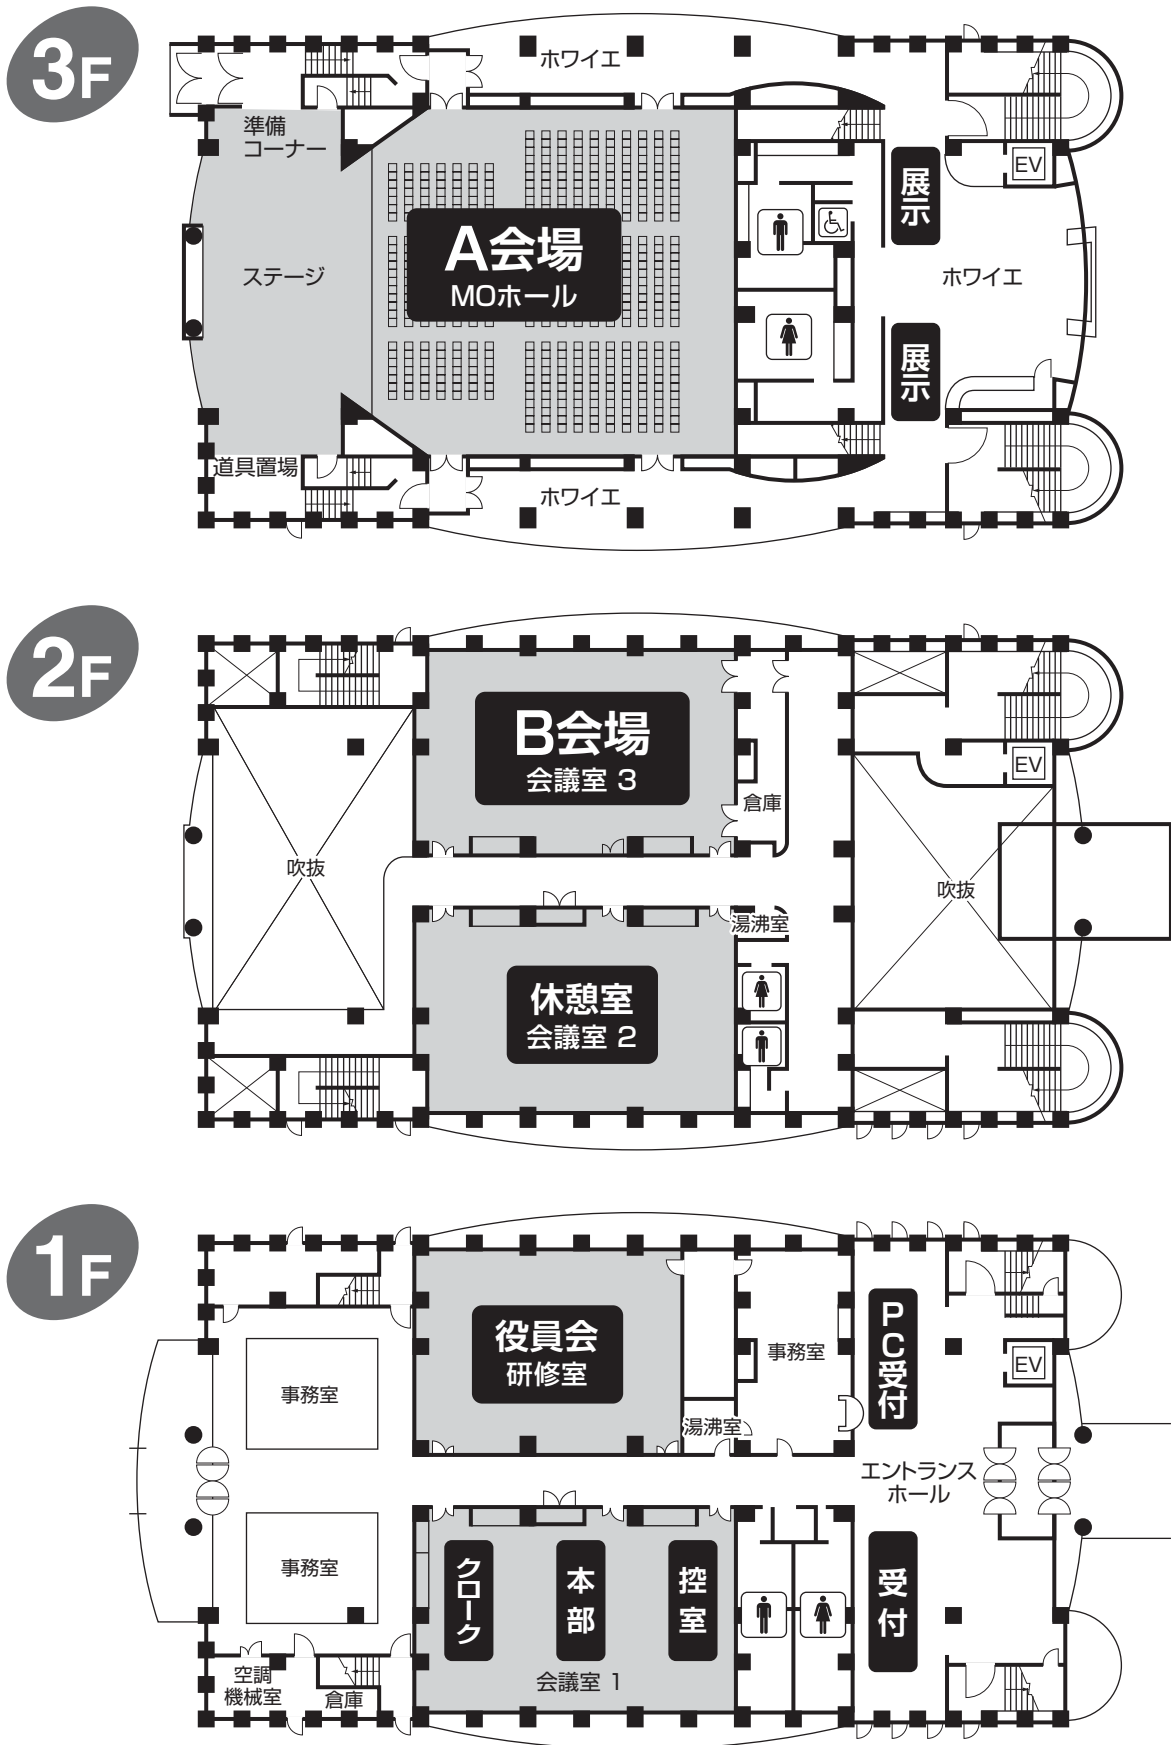 3F
ホワイエ
準備
コーナー
EV
展示
A会場
MOホール
ステージ
ホワイエ
展示
道具置場
ホワイエ
2F
B会場
会議室 3
EV
倉庫
吹抜
吹抜
湯沸室
休憩室
会議室 2
1F
役員会
研修室
事務室
PC受付
EV
事務室
湯沸室
エントランス
ホール
事務室
クローク
本部
控室
受付
会議室 1
空調
機械室
倉庫